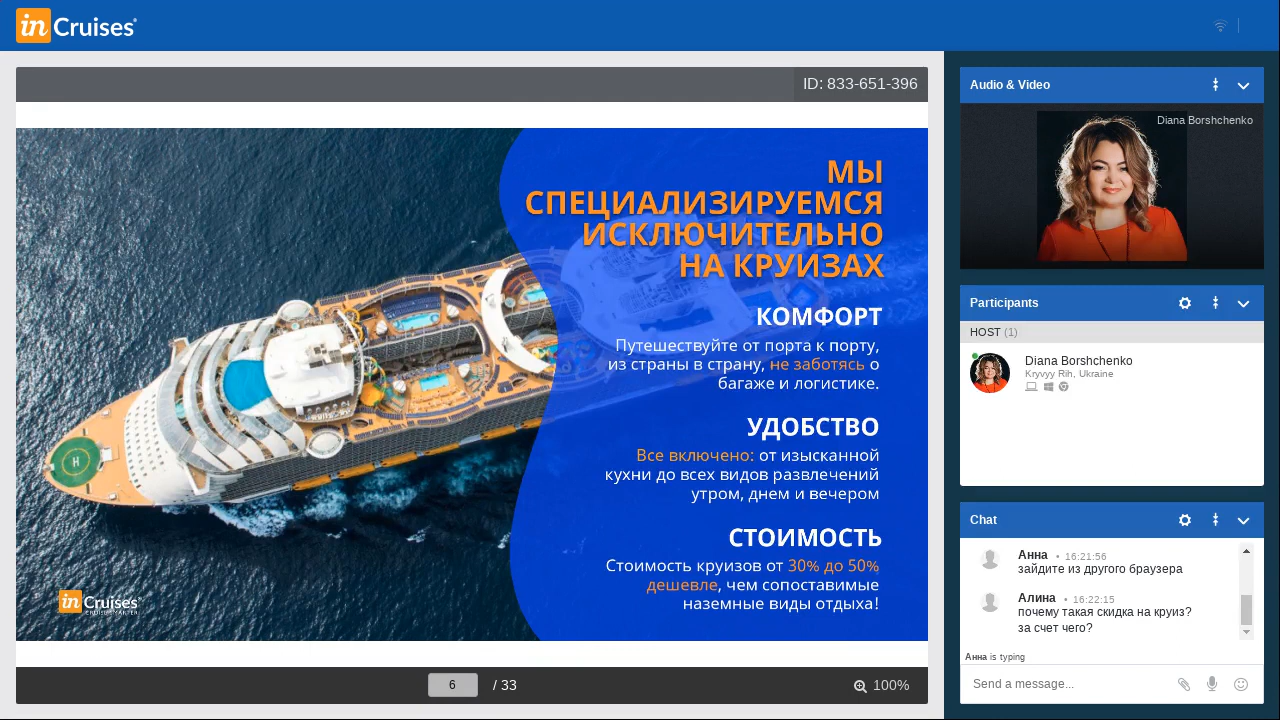 in Cruises®
ID: 833-651-396
МЫ
СПЕЦИАЛИЗИРУЕМСЯ
ИСКЛЮЧИТЕЛЬНО
НА КРУИЗАХ
КОМФОРТ
Путешествуйте от порта к порту,
из страны в страну, не заботясь о
багаже и логистике.
УДОБСТВО
Все включено: от изысканной
кухни до всех видов развлечений
утром, днем и вечером
СТОИМОСТЬ
Стоимость круизов от 30% до 50%
дешевле, чем сопоставимые
наземные виды отдыха!
H
in Cruises
6 / 33
100%
Audio & Video
Diana Borshchenko
Participants
HOST (1)
Diana Borshchenko
Kryvyy Rih, Ukraine
Chat
Анна • 16:21:56
зайдите из другого браузера
Алина • 16:22:15
почему такая скидка на круиз?
за счет чего?
Анна is typing
Send a message...